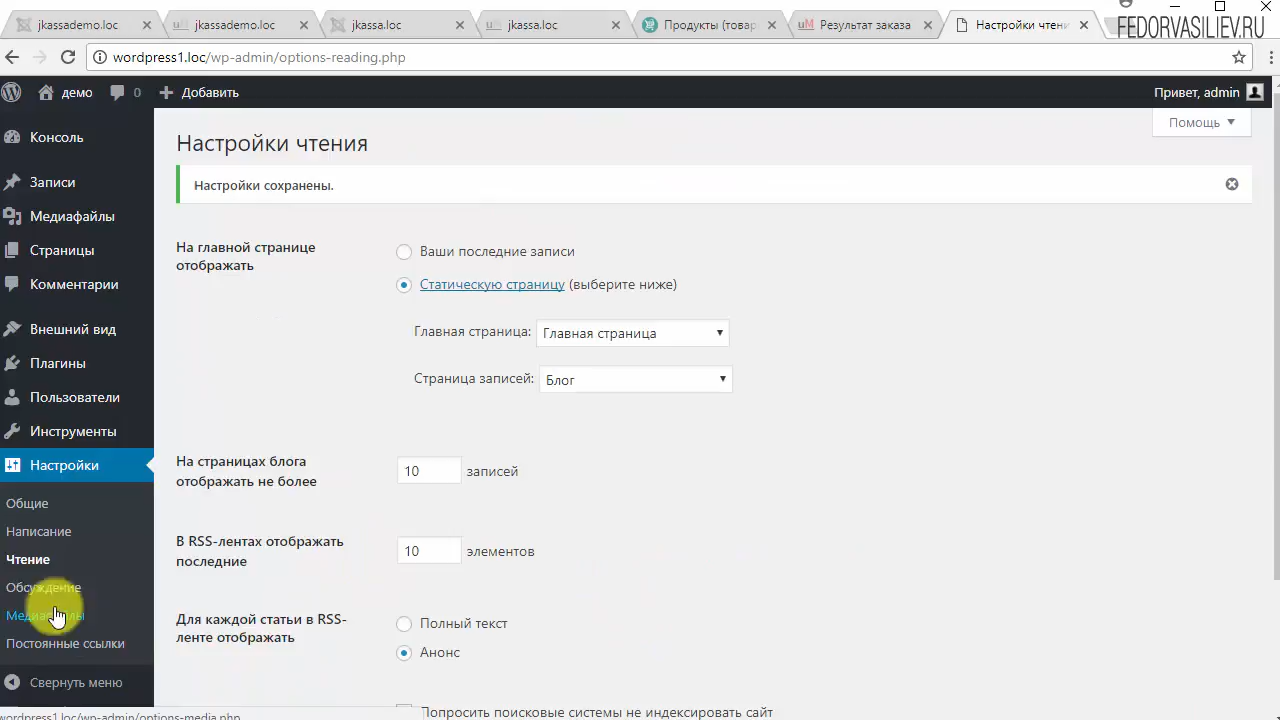 jkassademo.loc
jkassademo.loc
jkassa.loc
jkassa.loc
Продукты (товар
Результат заказа
Настройки чтени
FEDORVASILIEV.RU
wordpress1.loc/wp-admin/options-reading.php
демо
0
Добавить
Привет, admin
Помощь
Консоль
Записи
Медиафайлы
Страницы
Комментарии
Внешний вид
Плагины
Пользователи
Инструменты
Настройки
Общие
Написание
Чтение
Обсуждение
Постоянные ссылки
Свернуть меню
Настройки чтения
Настройки сохранены.
На главной странице
отображать
Ваши последние записи
Статическую страницу (выберите ниже)
Главная страница: Главная страница
Страница записей: Блог
На страницах блога
отображать не более
10 записей
В RSS-лентах отображать
последние
10 элементов
Для каждой статьи в RSS-
ленте отображать
Полный текст
Анонс
Попросить поисковые системы не индексировать сайт
wordpress1.loc/wp-admin/options-media.php